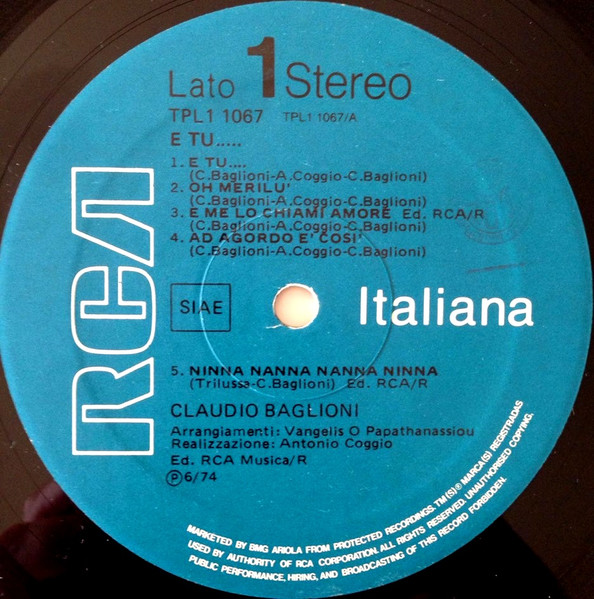 Lato 1 Stereo
TPL1 1067 TPL1 1067/A
E TU.....
1. E TU....
(C.Baglioni-A.Coggio-C.Baglioni)
2. OH MERILU'
(C.Baglioni-A.Coggio-C.Baglioni)
3. E ME LO CHIAMI AMORE Ed. RCA/R
4. AD AGORDO E' COSI'
(C.Baglioni-A.Coggio-C.Baglioni)
RCA
SIAE
Italiana
5. NINNA NANNA NANNA NINNA
(Trilussa-C.Baglioni) Ed. RCA/R
CLAUDIO BAGLIONI
Arrangiamenti: Vangelis O Papathanassiou
Realizzazione: Antonio Coggio
Ed. RCA Musica/R
Ⓟ6/74
MARKETED BY BMG ARIOLA FROM PROTECTED RECORDINGS. TM(S)® MARCA(S) REGISTRADAS
USED BY AUTHORITY OF RCA CORPORATION. ALL RIGHTS RESERVED. UNAUTHORISED COPYING,
PUBLIC PERFORMANCE, HIRING, AND BROADCASTING OF THIS RECORD FORBIDDEN.